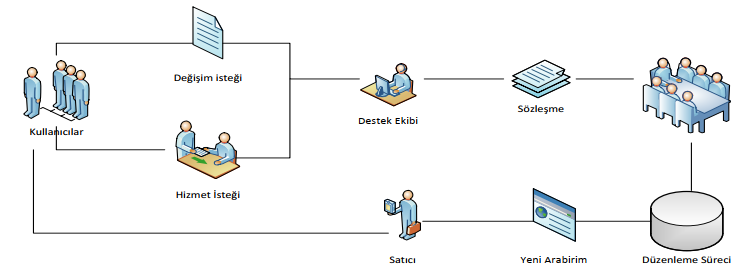 Değişim isteği
Destek Ekibi
Sözleşme
Kullanıcılar
Hizmet İsteği
Satıcı
Yeni Arabirim
Düzenleme Süreci